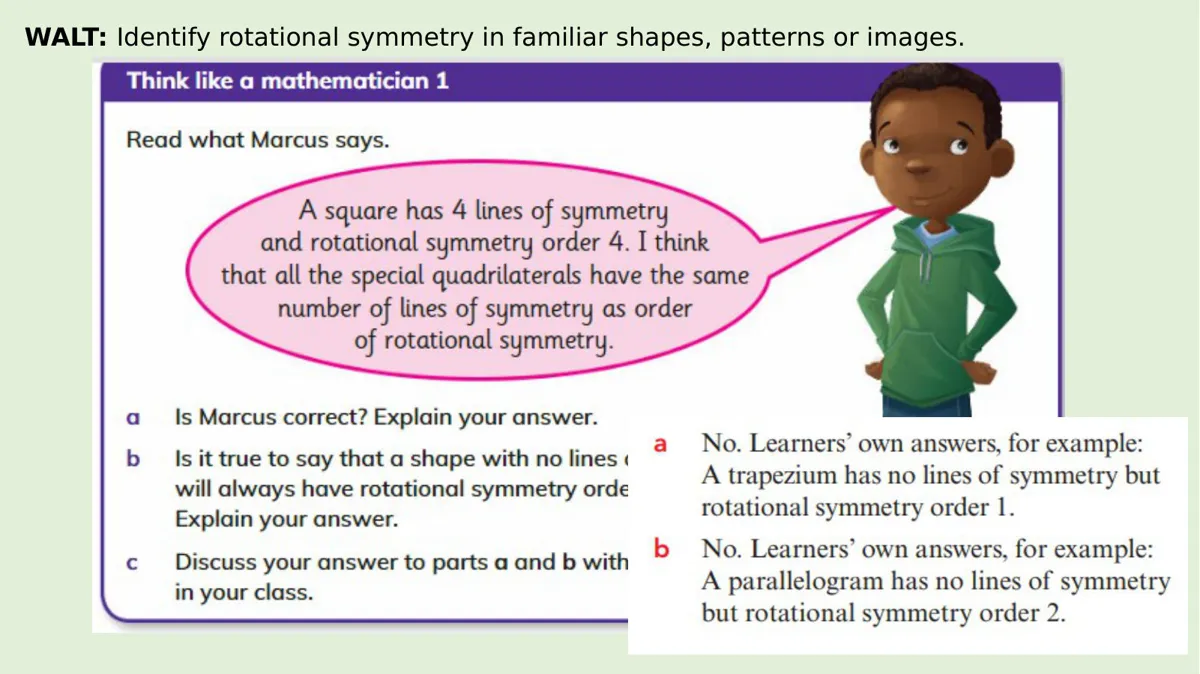 WALT: Identify rotational symmetry in familiar shapes, patterns or images.
Think like a mathematician 1
Read what Marcus says.
A square has 4 lines of symmetry
and rotational symmetry order 4. I think
that all the special quadrilaterals have the same
number of lines of symmetry as order
of rotational symmetry.
a Is Marcus correct? Explain your answer.
b Is it true to say that a shape with no lines
will always have rotational symmetry orde
Explain your answer.
c Discuss your answer to parts a and b with
in your class.
a No. Learners' own answers, for example:
A trapezium has no lines of symmetry but
rotational symmetry order 1.
b No. Learners' own answers, for example:
A parallelogram has no lines of symmetry
but rotational symmetry order 2.